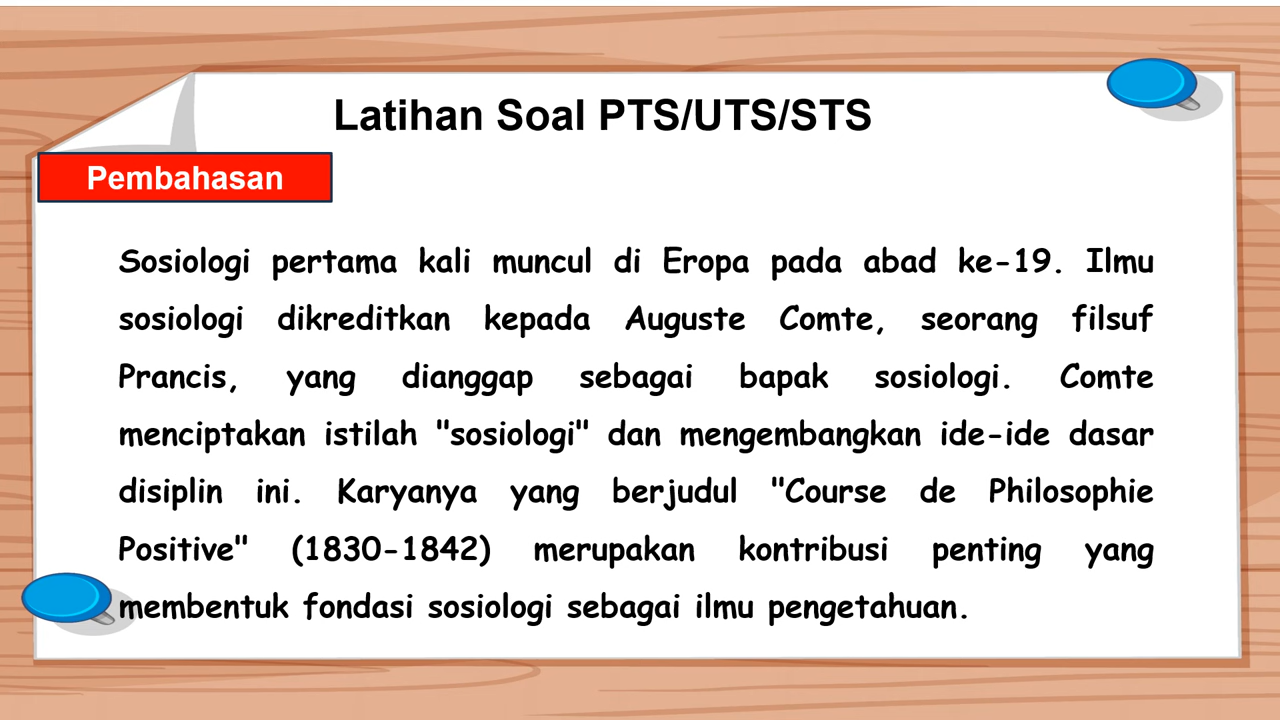 Latihan Soal PTS/UTS/STS
Pembahasan
Sosiologi pertama kali muncul di Eropa pada abad ke-19. Ilmu
sosiologi dikreditkan kepada Auguste Comte, seorang filsuf
Prancis, yang dianggap sebagai bapak sosiologi. Comte
menciptakan istilah "sosiologi" dan mengembangkan ide-ide dasar
disiplin ini. Karyanya yang berjudul "Course de Philosophie
Positive" (1830-1842) merupakan kontribusi penting yang
membentuk fondasi sosiologi sebagai ilmu pengetahuan.